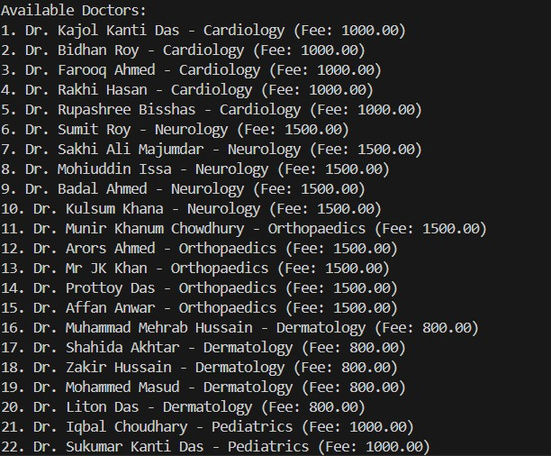 Available Doctors:
1. Dr. Kajol Kanti Das - Cardiology (Fee: 1000.00)
2. Dr. Bidhan Roy - Cardiology (Fee: 1000.00)
3. Dr. Farooq Ahmed - Cardiology (Fee: 1000.00)
4. Dr. Rakhi Hasan - Cardiology (Fee: 1000.00)
5. Dr. Rupashree Bisshas - Cardiology (Fee: 1000.00)
6. Dr. Sumit Roy - Neurology (Fee: 1500.00)
7. Dr. Sakhi Ali Majumdar - Neurology (Fee: 1500.00)
8. Dr. Mohiuddin Issa - Neurology (Fee: 1500.00)
9. Dr. Badal Ahmed - Neurology (Fee: 1500.00)
10. Dr. Kulsum Khana - Neurology (Fee: 1500.00)
11. Dr. Munir Khanum Chowdhury - Orthopaedics (Fee: 1500.00)
12. Dr. Arors Ahmed - Orthopaedics (Fee: 1500.00)
13. Dr. Mr JK Khan - Orthopaedics (Fee: 1500.00)
14. Dr. Prottoy Das - Orthopaedics (Fee: 1500.00)
15. Dr. Affan Anwar - Orthopaedics (Fee: 1500.00)
16. Dr. Muhammad Mehrab Hussain - Dermatology (Fee: 800.00)
17. Dr. Shahida Akhtar - Dermatology (Fee: 800.00)
18. Dr. Zakir Hussain - Dermatology (Fee: 800.00)
19. Dr. Mohammed Masud - Dermatology (Fee: 800.00)
20. Dr. Liton Das - Dermatology (Fee: 800.00)
21. Dr. Iqbal Choudhary - Pediatrics (Fee: 1000.00)
22. Dr. Sukumar Kanti Das - Pediatrics (Fee: 1000.00)